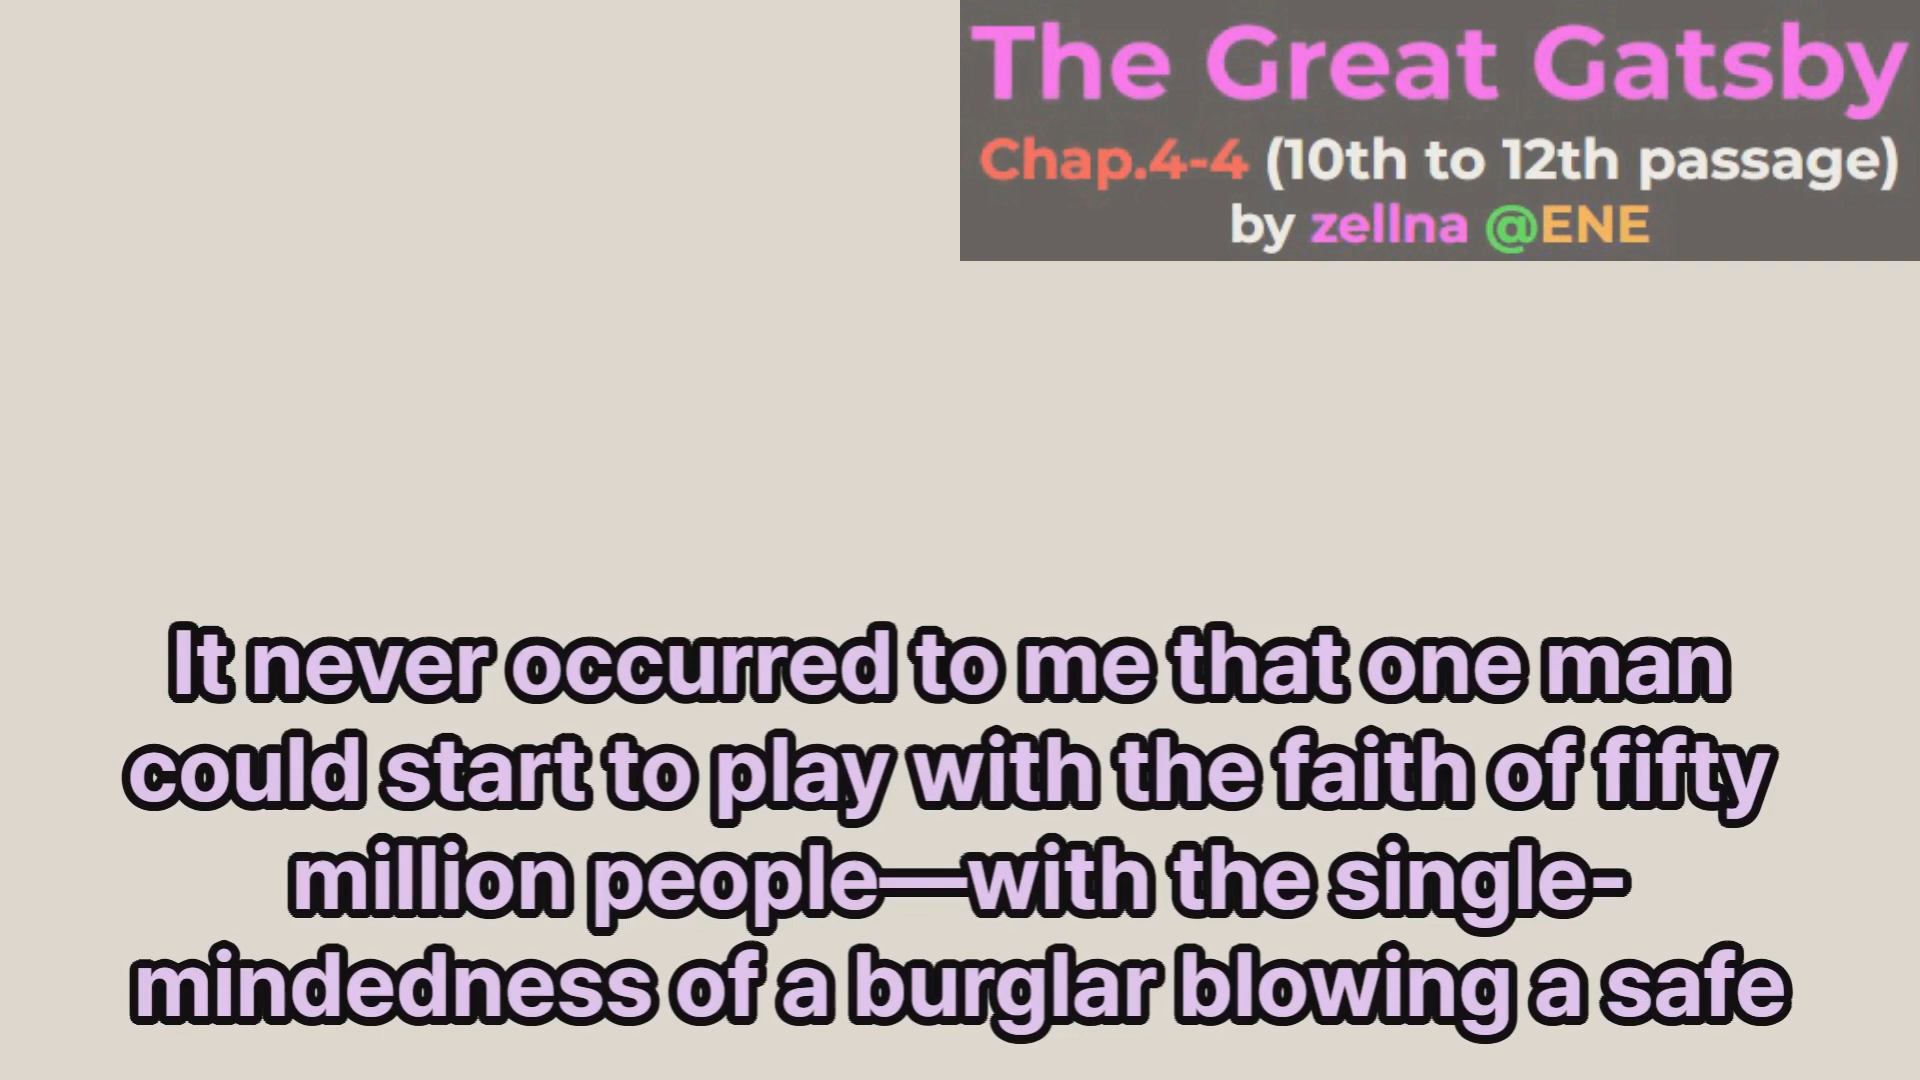 The Great Gatsby
Chap.4-4 (10th to 12th passage)
by zellna @ENE
It never occurred to me that one man
could start to play with the faith of fifty
million people—with the single-
mindedness of a burglar blowing a safe